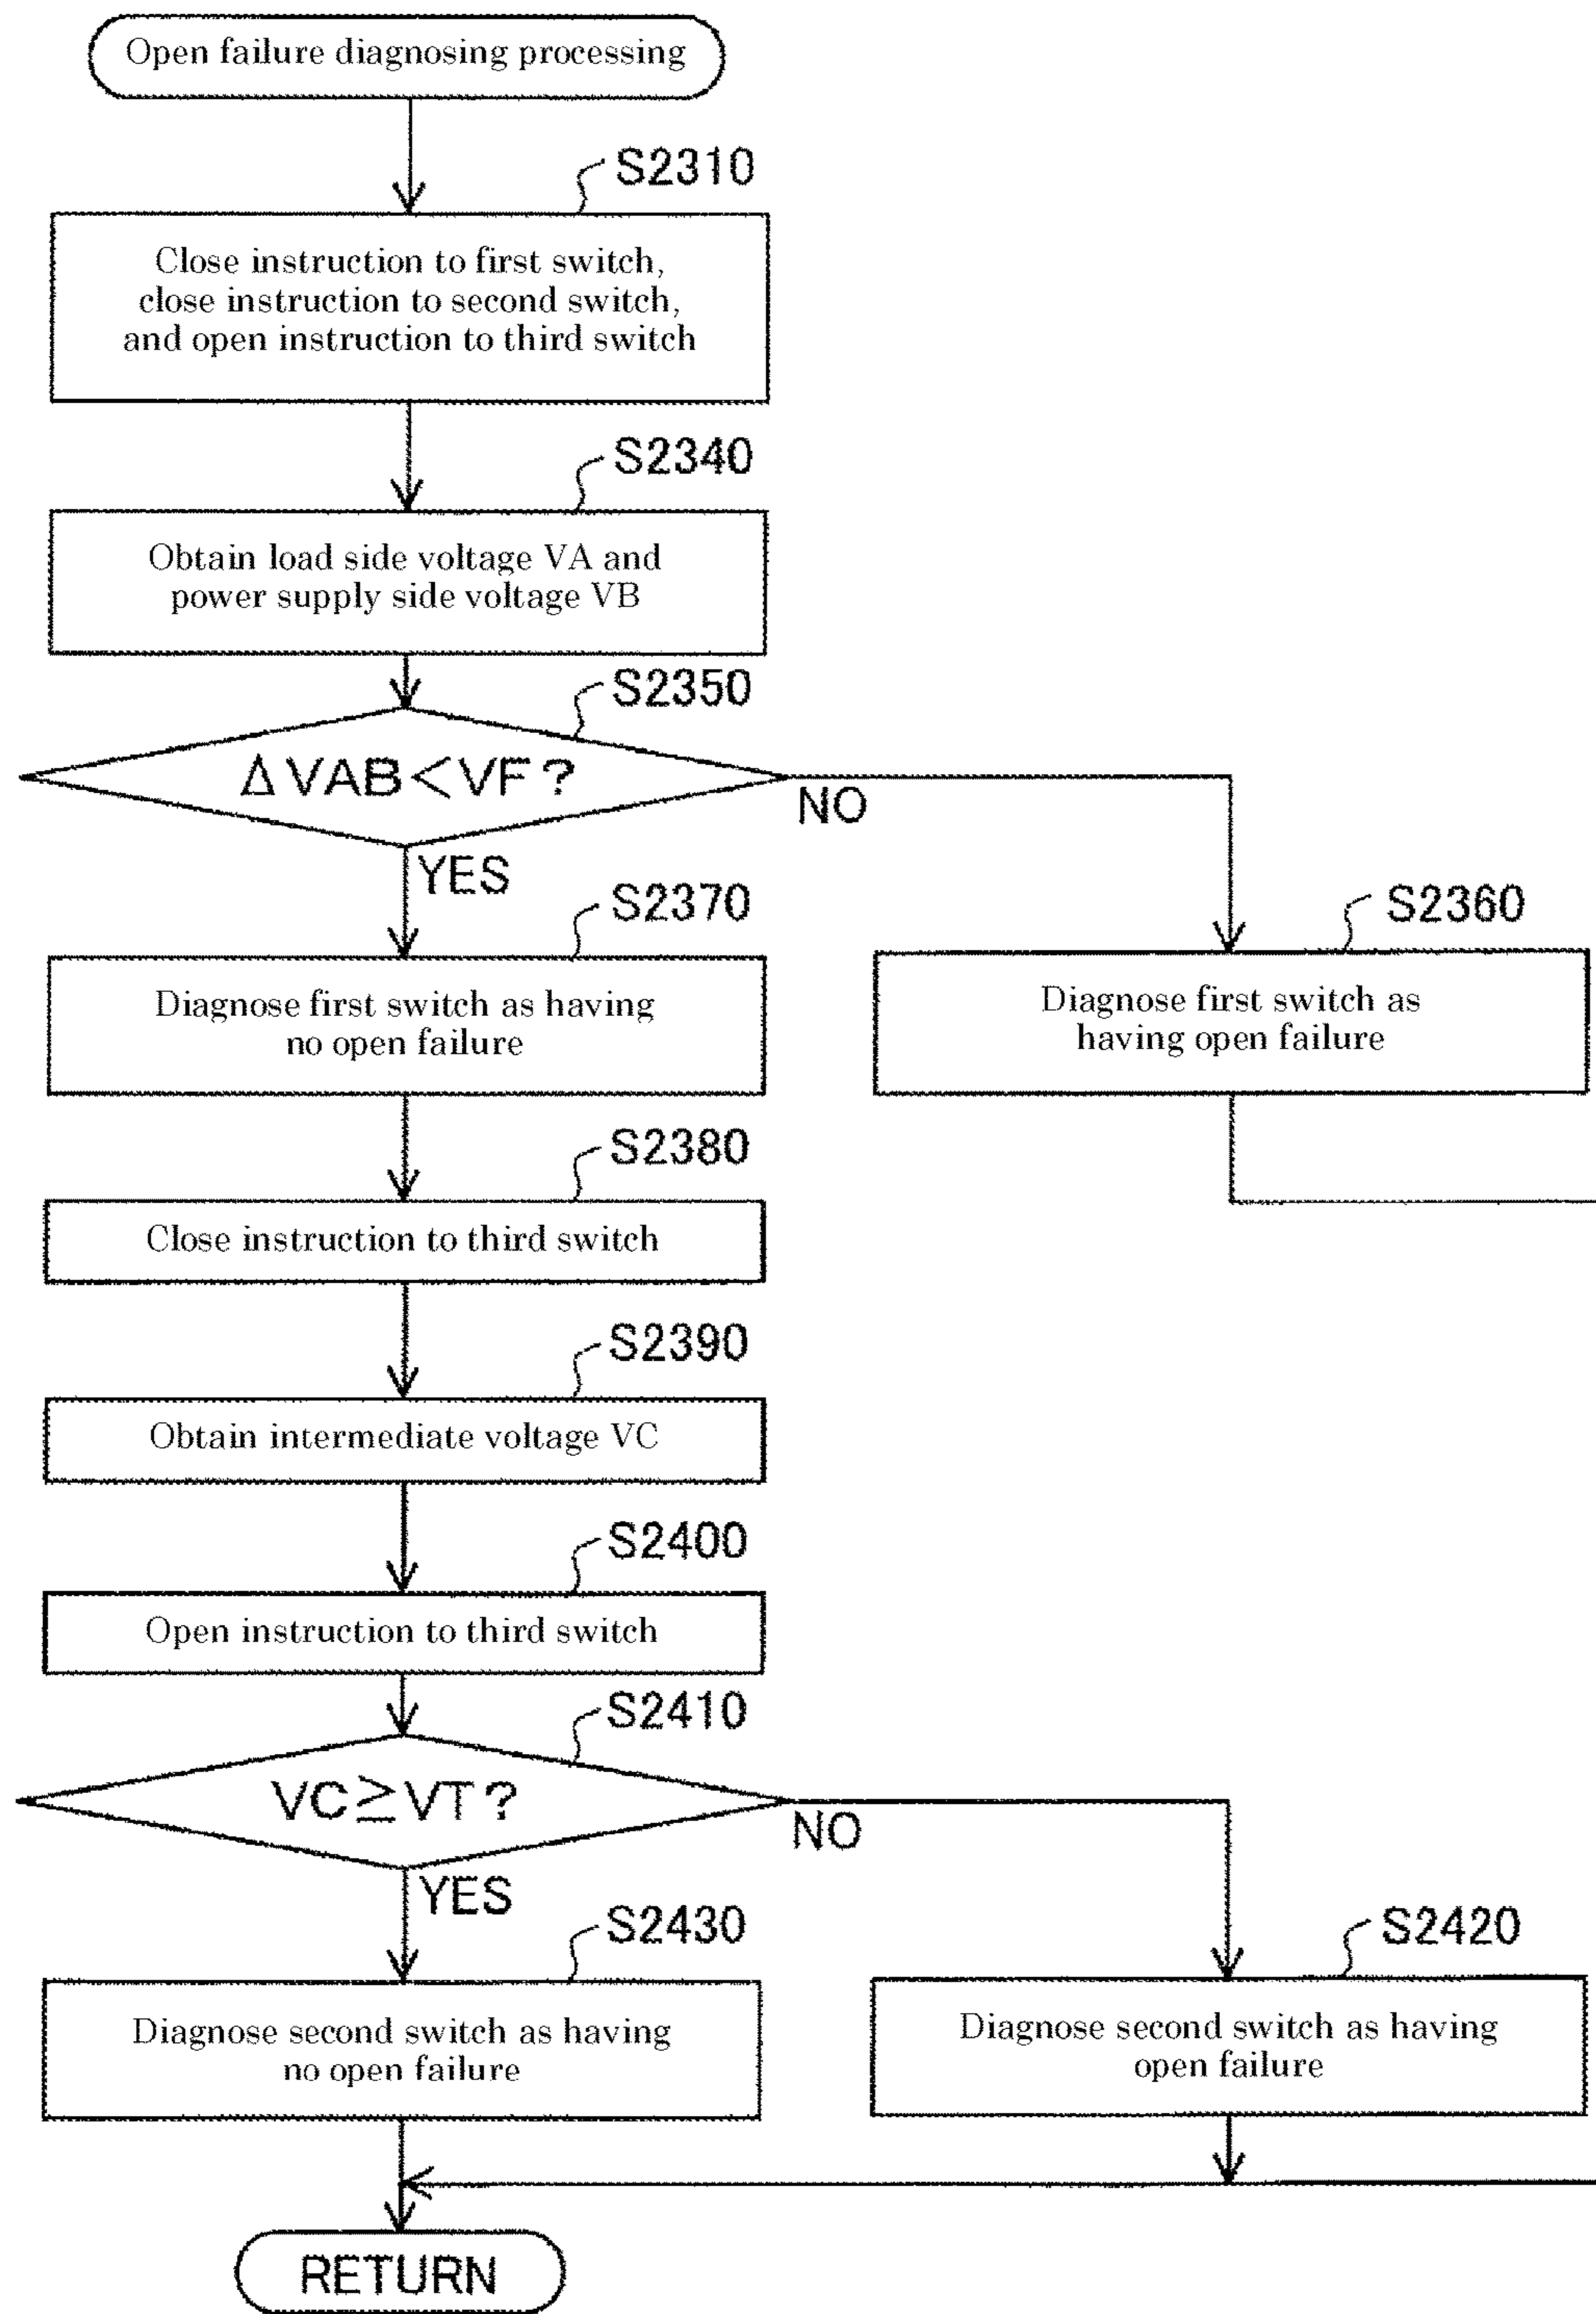 Open failure diagnosing processing
S2310
Close instruction to first switch,
close instruction to second switch,
and open instruction to third switch
S2340
Obtain load side voltage VA and
power supply side voltage VB
S2350
Δ VAB<VF?
NO
YES
S2370
Diagnose first switch as having
no open failure
S2360
Diagnose first switch as
having open failure
S2380
Close instruction to third switch
S2390
Obtain intermediate voltage VC
S2400
Open instruction to third switch
S2410
VC≧VT?
NO
YES
S2430
Diagnose second switch as having
no open failure
S2420
Diagnose second switch as having
open failure
RETURN